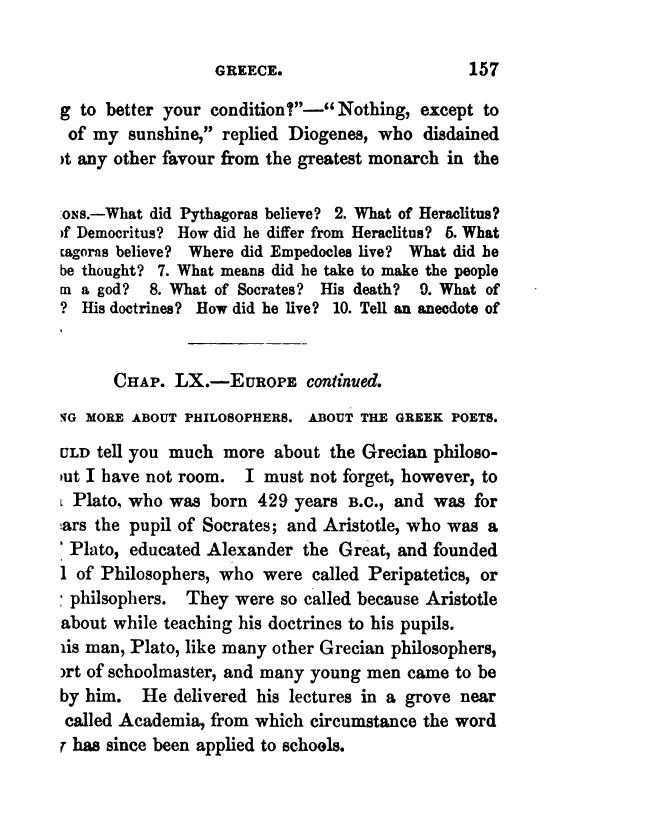 GREECE. 157
g to better your condition?"—"Nothing, except to
of my sunshine," replied Diogenes, who disdained
any other favour from the greatest monarch in the
What did Pythagoras believe? 2. What of Heraclitus?
Democritus? How did he differ from Heraclitus? 5. What
believe? Where did Empedocles live? What did he
be thought? 7. What means did he take to make the people
m a god? 8. What of Socrates? His death? 9. What of
? His doctrines? How did he live? 10. Tell an anecdote of
.
CHAP. LX.—EUROPE continued.
NG MORE ABOUT PHILOSOPHERS. ABOUT THE GREEK POETS.
ULD tell you much more about the Grecian philoso-
ut I have not room. I must not forget, however, to
Plato, who was born 429 years B.C., and was for
ars the pupil of Socrates; and Aristotle, who was a
Plato, educated Alexander the Great, and founded
l of Philosophers, who were called Peripatetics, or
philsophers. They were so called because Aristotle
about while teaching his doctrines to his pupils.
is man, Plato, like many other Grecian philosophers,
ort of schoolmaster, and many young men came to be
by him. He delivered his lectures in a grove near
called Academia, from which circumstance the word
has since been applied to schools.